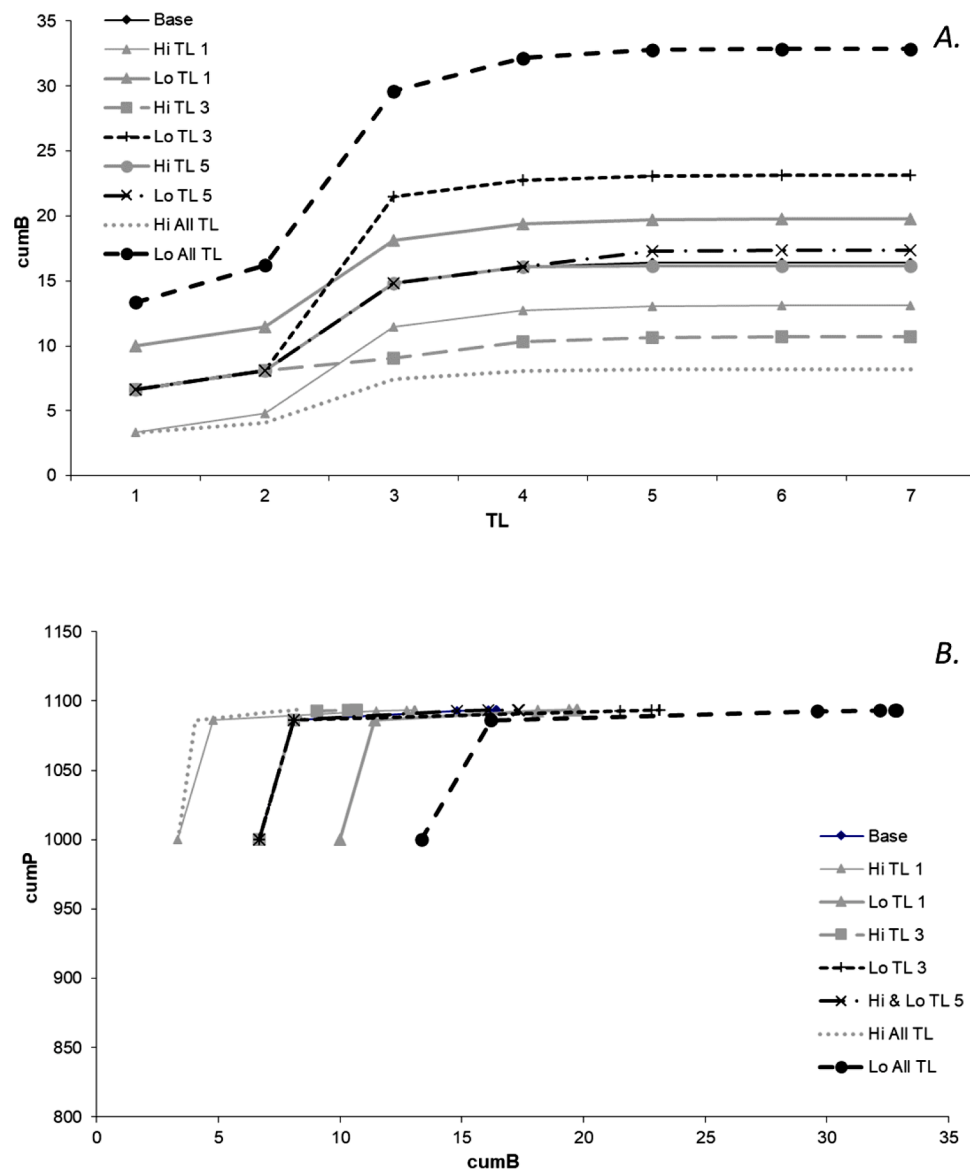 A.
35
30
25
20
15
10
5
0
cumB
Base
Hi TL 1
Lo TL 1
Hi TL 3
Lo TL 3
Hi TL 5
Lo TL 5
Hi All TL
Lo All TL
1 2 3 4 5 6 7
TL
B.
1150
1100
1050
1000
950
900
850
800
cumP
Base
Hi TL 1
Lo TL 1
Hi TL 3
Lo TL 3
Hi & Lo TL 5
Hi All TL
Lo All TL
0 5 10 15 20 25 30 35
cumB